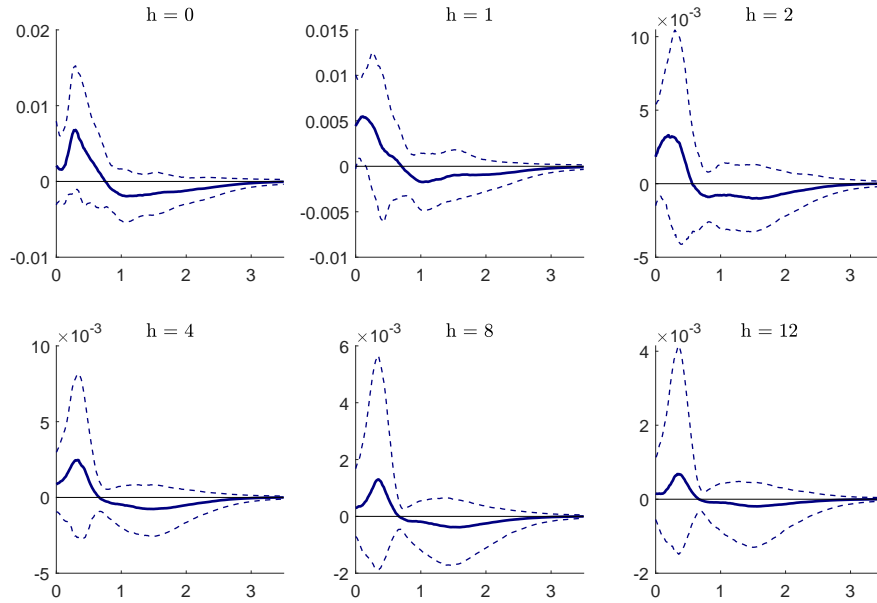 h = 0
0.02
0.01
0
-0.01
0 1 2 3
h = 1
0.015
0.01
0.005
0
-0.005
-0.01
0 1 2 3
h = 2
×10⁻³
10
5
0
-5
0 1 2 3
h = 4
×10⁻³
10
5
0
-5
0 1 2 3
h = 8
×10⁻³
6
4
2
0
-2
0 1 2 3
h = 12
×10⁻³
4
2
0
-2
0 1 2 3